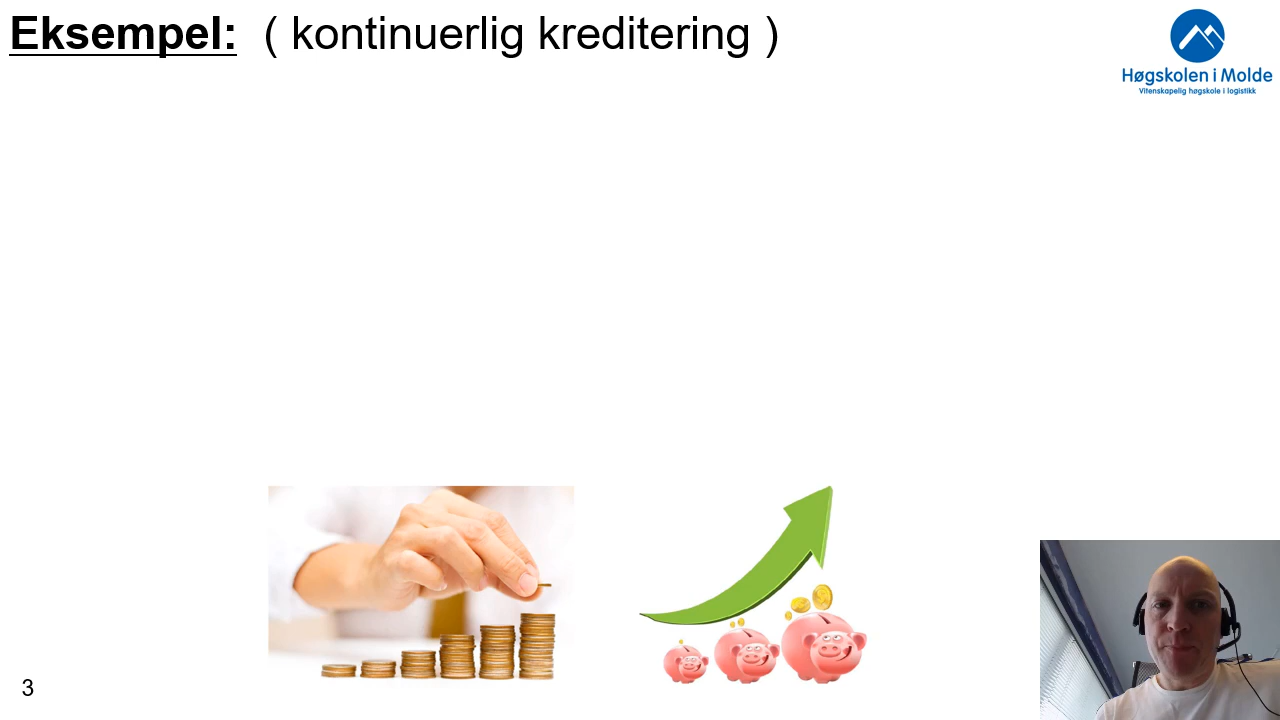 Eksempel: ( kontinuerlig kreditering )
Høgskolen i Molde
Vitenskapelig høgskole i logistikk
3